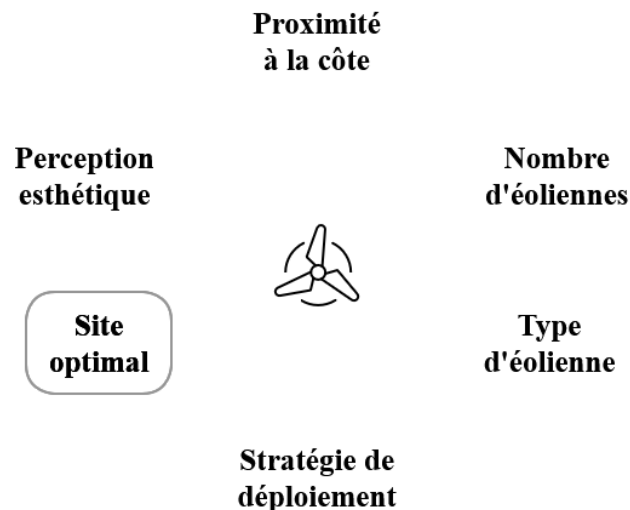 Proximité
à la côte
Perception
esthétique
Nombre
d'éoliennes
Site
optimal
Type
d'éolienne
Stratégie de
déploiement